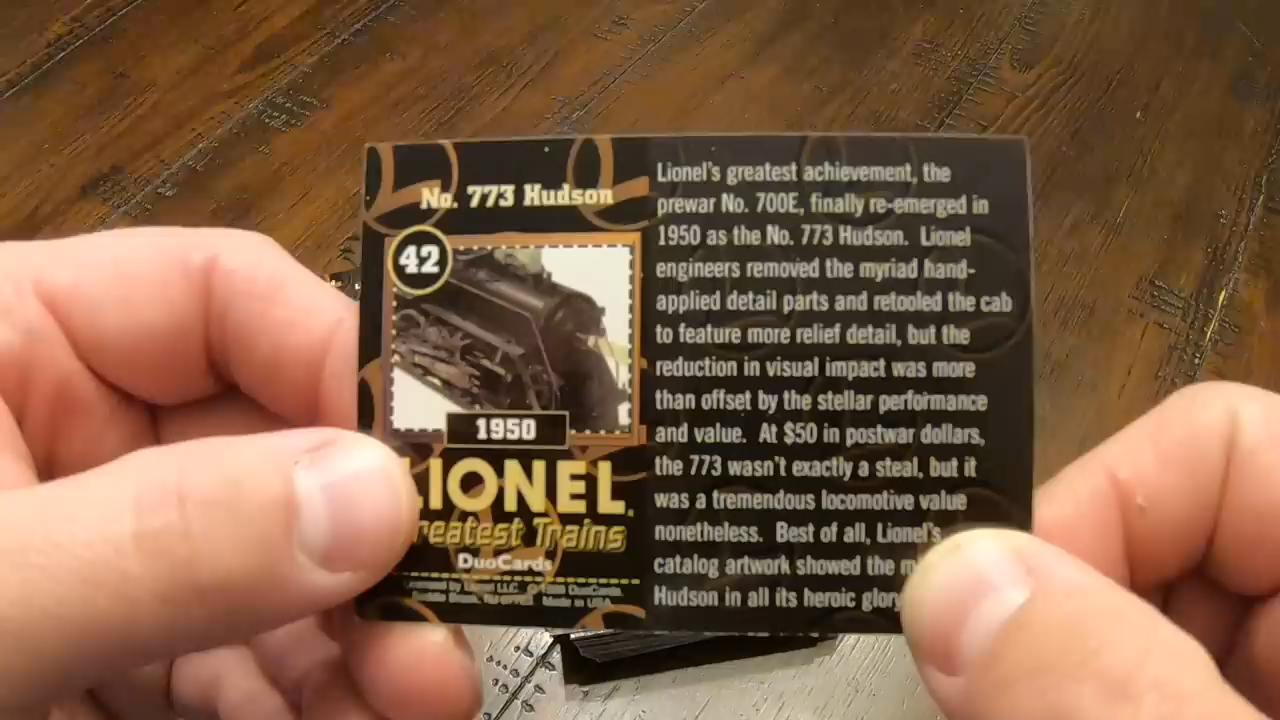 No. 773 Hudson
42
1950
LIONEL.
Greatest Trains
DuoCards
Lionel's greatest achievement, the
prewar No. 700E, finally re-emerged in
1950 as the No. 773 Hudson. Lionel
engineers removed the myriad hand-
applied detail parts and retooled the cab
to feature more relief detail, but the
reduction in visual impact was more
than offset by the stellar performance
and value. At $50 in postwar dollars,
the 773 wasn't exactly a steal, but it
was a tremendous locomotive value
nonetheless. Best of all, Lionel's
catalog artwork showed the
Hudson in all its heroic glory